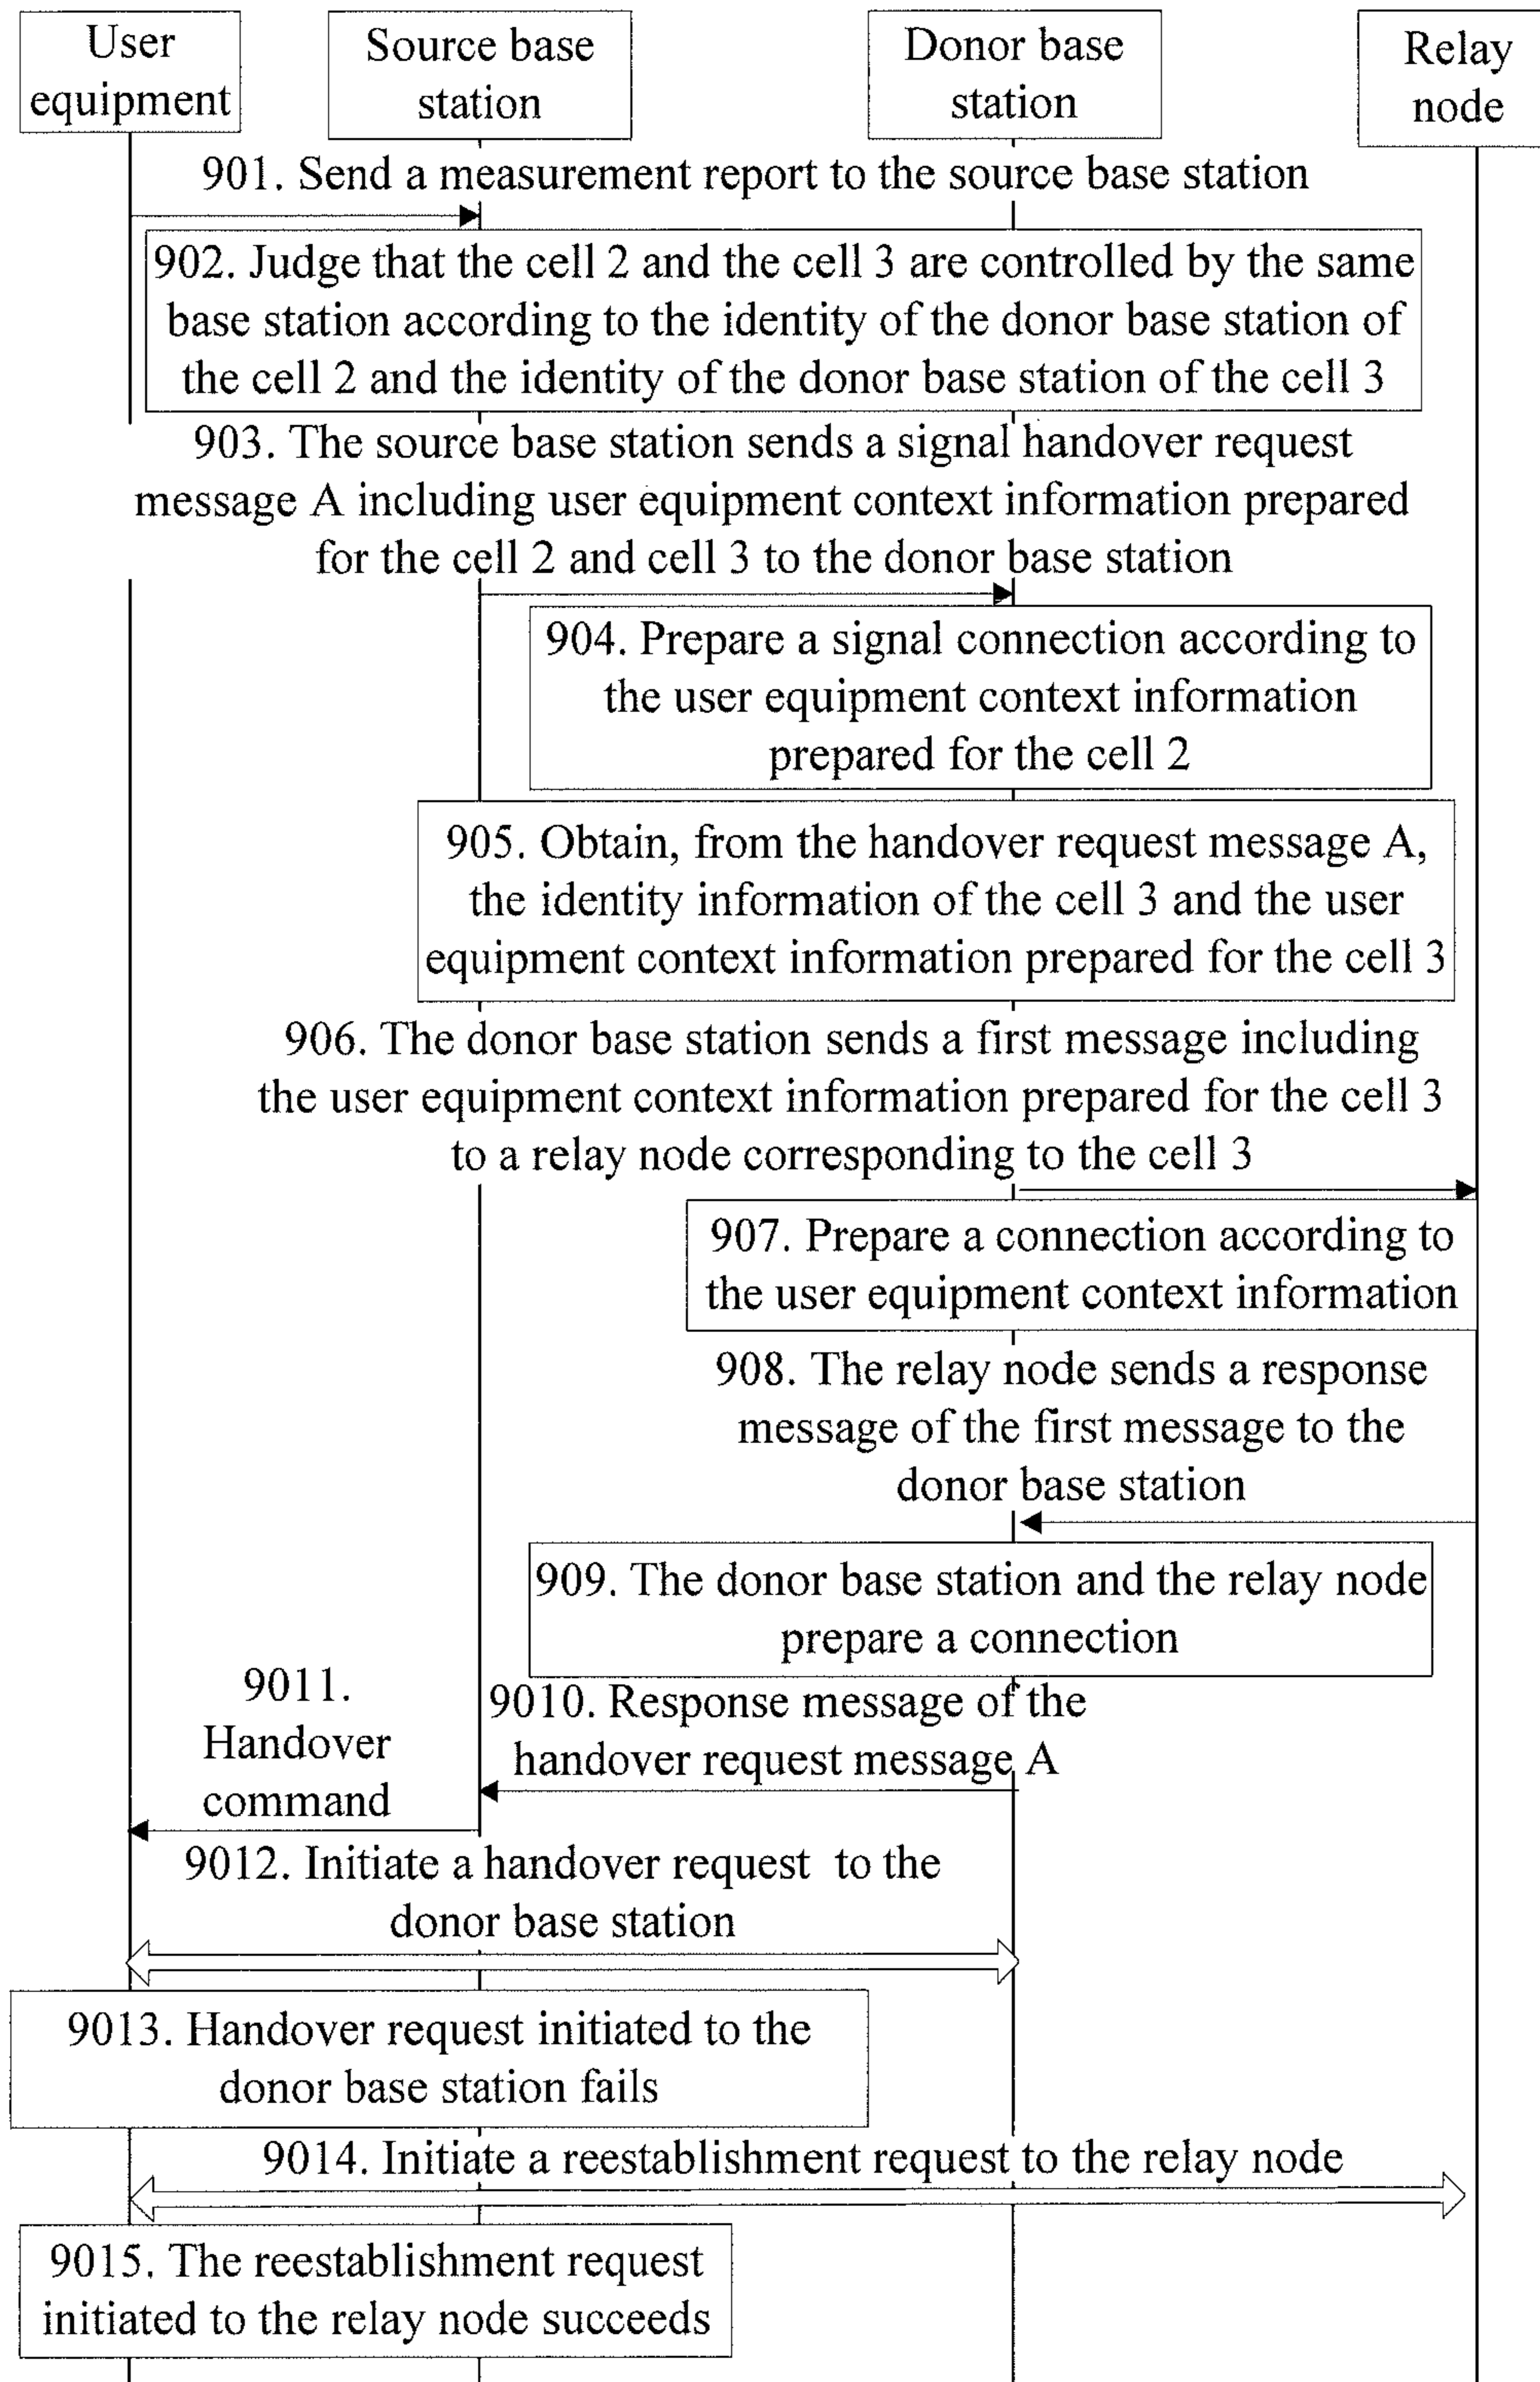 User
equipment
Source base
station
Donor base
station
Relay
node
901. Send a measurement report to the source base station
902. Judge that the cell 2 and the cell 3 are controlled by the same
base station according to the identity of the donor base station of
the cell 2 and the identity of the donor base station of the cell 3
903. The source base station sends a signal handover request
message A including user equipment context information prepared
for the cell 2 and cell 3 to the donor base station
904. Prepare a signal connection according to
the user equipment context information
prepared for the cell 2
905. Obtain, from the handover request message A,
the identity information of the cell 3 and the user
equipment context information prepared for the cell 3
906. The donor base station sends a first message including
the user equipment context information prepared for the cell 3
to a relay node corresponding to the cell 3
907. Prepare a connection according to
the user equipment context information
908. The relay node sends a response
message of the first message to the
donor base station
909. The donor base station and the relay node
prepare a connection
9010. Response message of the
handover request message A
9011.
Handover
command
9012. Initiate a handover request to the
donor base station
9013. Handover request initiated to the
donor base station fails
9014. Initiate a reestablishment request to the relay node
9015. The reestablishment request
initiated to the relay node succeeds